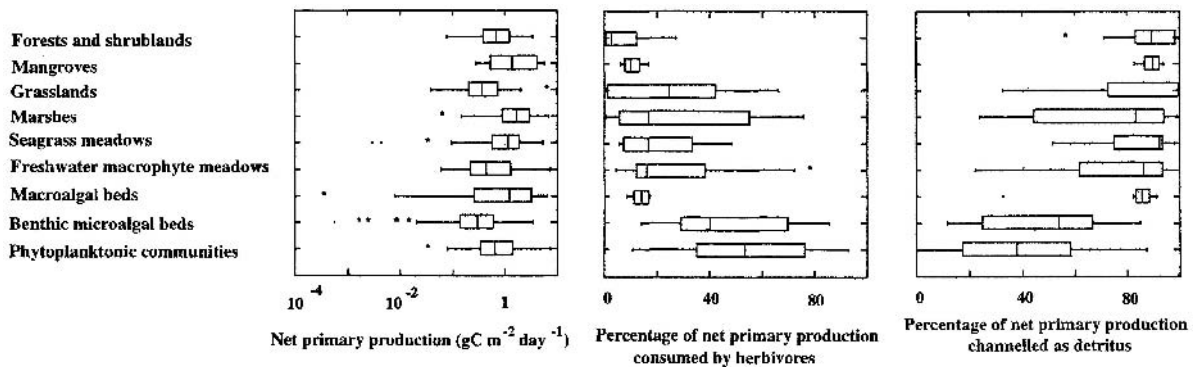 Forests and shrublands
Mangroves
Grasslands
Marshes
Seagrass meadows
Freshwater macrophyte meadows
Macroalgal beds
Benthic microalgal beds
Phytoplanktonic communities
10⁻⁴ 10⁻² 1
0 40 80
0 40 80
Net primary production (gC m⁻² day⁻¹)
Percentage of net primary production
consumed by herbivores
Percentage of net primary production
channelled as detritus